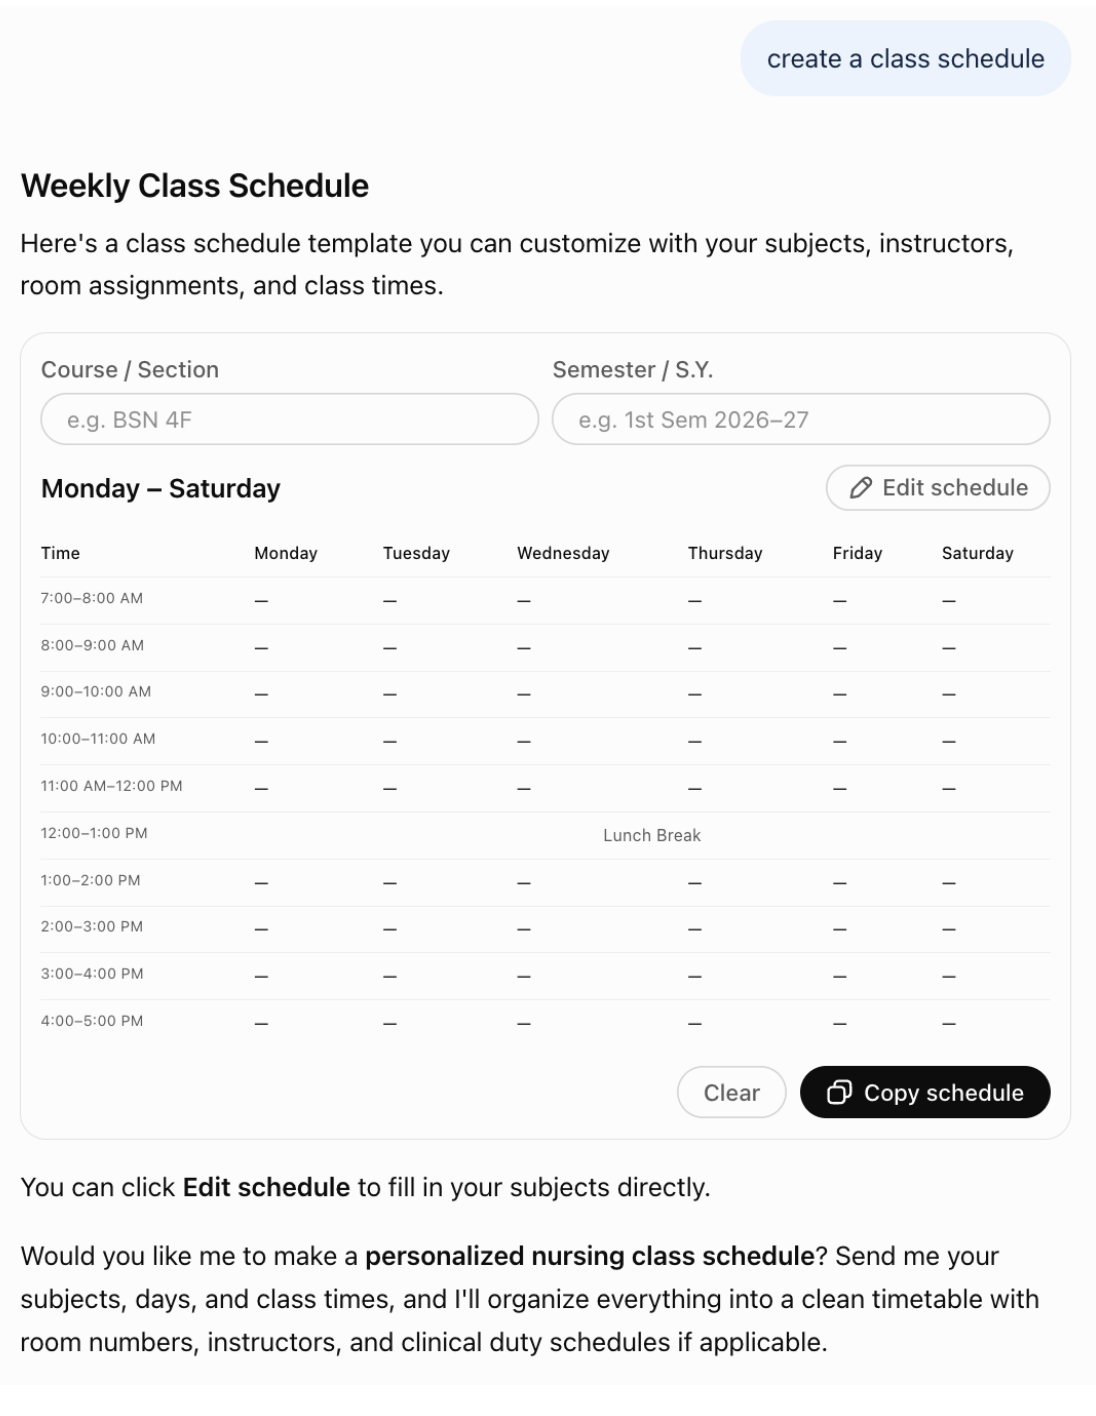 create a class schedule
Weekly Class Schedule
Here's a class schedule template you can customize with your subjects, instructors,
room assignments, and class times.
Course / Section Semester / S.Y.
e.g. BSN 4F e.g. 1st Sem 2026–27
Monday – Saturday Edit schedule
Time Monday Tuesday Wednesday Thursday Friday Saturday
7:00–8:00 AM – – – – – –
8:00–9:00 AM – – – – – –
9:00–10:00 AM – – – – – –
10:00–11:00 AM – – – – – –
11:00 AM–12:00 PM – – – – – –
12:00–1:00 PM Lunch Break
1:00–2:00 PM – – – – – –
2:00–3:00 PM – – – – – –
3:00–4:00 PM – – – – – –
4:00–5:00 PM – – – – – –
Clear Copy schedule
You can click Edit schedule to fill in your subjects directly.
Would you like me to make a personalized nursing class schedule? Send me your
subjects, days, and class times, and I'll organize everything into a clean timetable with
room numbers, instructors, and clinical duty schedules if applicable.